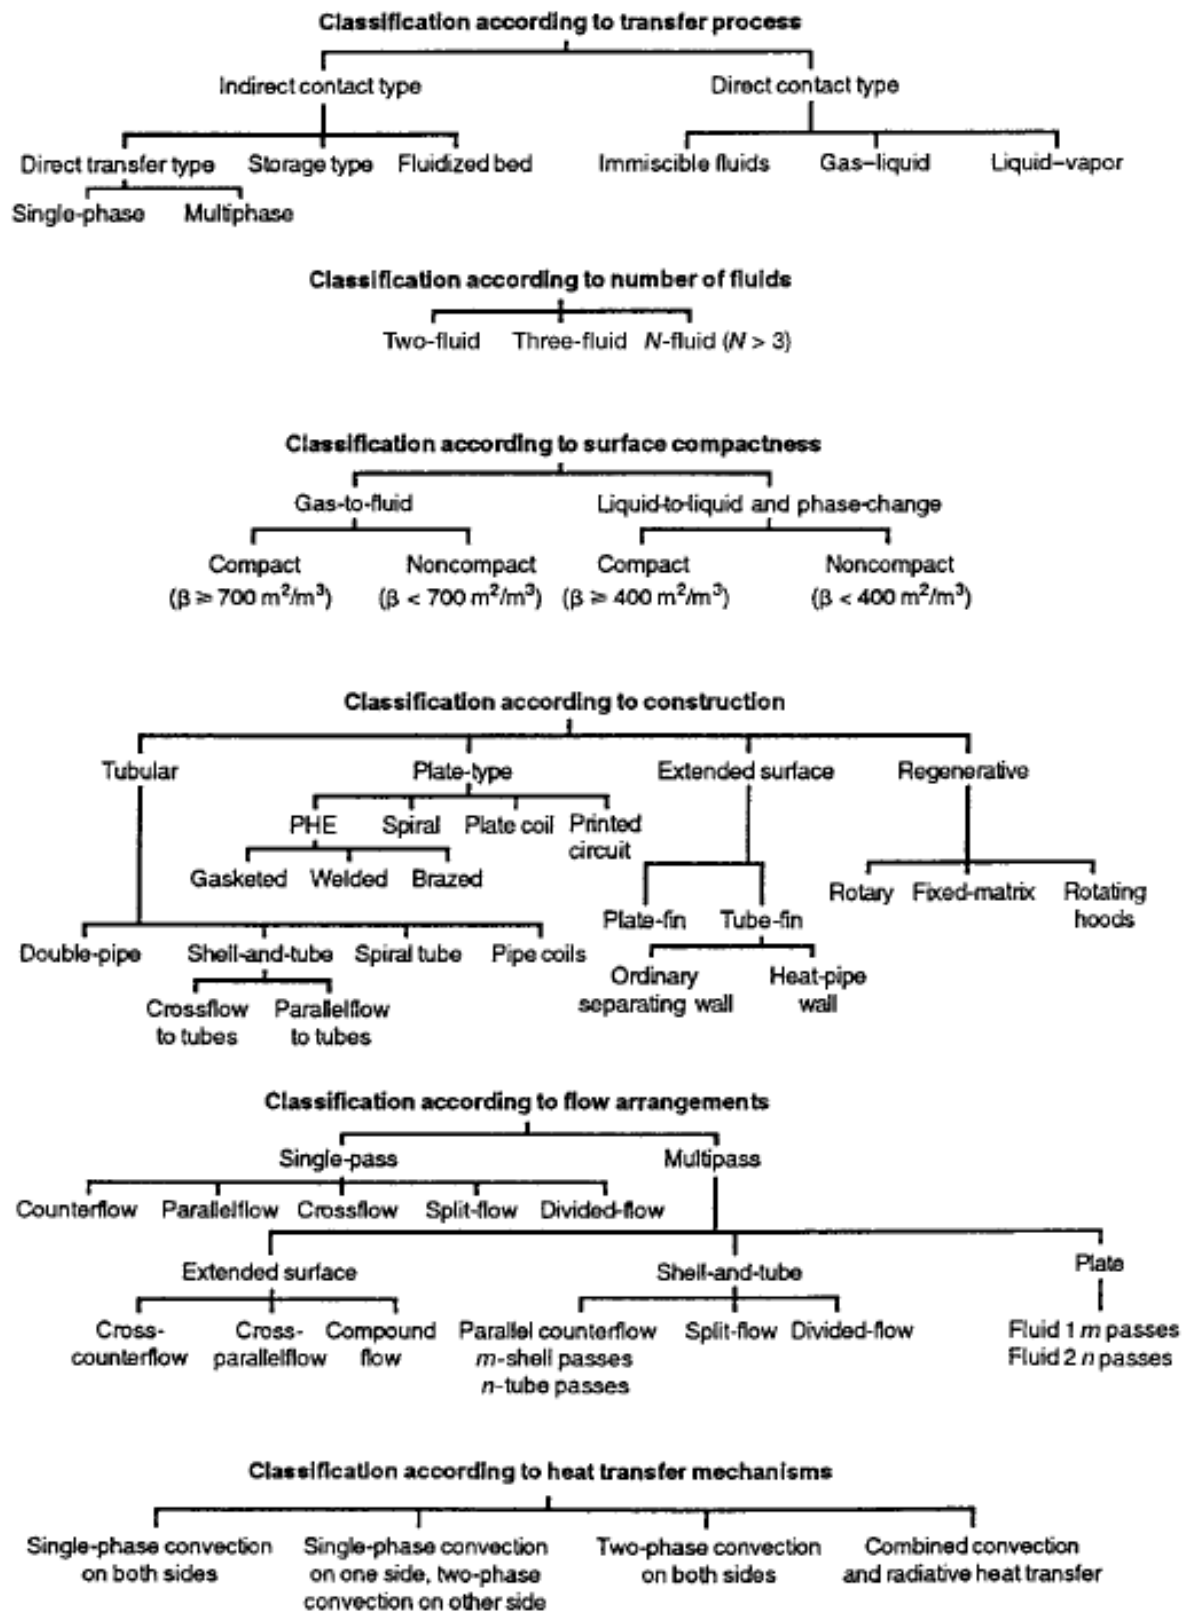 Classification according to transfer process
Indirect contact type Direct contact type
Direct transfer type Storage type Fluidized bed Immiscible fluids Gas–liquid Liquid–vapor
Single-phase Multiphase
Classification according to number of fluids
Two-fluid Three-fluid N-fluid (N > 3)
Classification according to surface compactness
Gas-to-fluid Liquid-to-liquid and phase-change
Compact Noncompact Compact Noncompact
(β ≥ 700 m²/m³) (β < 700 m²/m³) (β ≥ 400 m²/m³) (β < 400 m²/m³)
Classification according to construction
Tubular Plate-type Extended surface Regenerative
PHE Spiral Plate coil Printed
circuit
Gasketed Welded Brazed
Rotary Fixed-matrix Rotating
hoods
Plate-fin Tube-fin
Double-pipe Shell-and-tube Spiral tube Pipe coils
Ordinary Heat-pipe
separating wall wall
Crossflow Parallelflow
to tubes to tubes
Classification according to flow arrangements
Single-pass Multipass
Counterflow Parallelflow Crossflow Split-flow Divided-flow
Extended surface Shell-and-tube Plate
Cross- Cross- Compound Parallel counterflow Split-flow Divided-flow Fluid 1 m passes
counterflow parallelflow flow m-shell passes Fluid 2 n passes
n-tube passes
Classification according to heat transfer mechanisms
Single-phase convection Single-phase convection Two-phase convection Combined convection
on both sides on one side, two-phase on both sides and radiative heat transfer
convection on other side